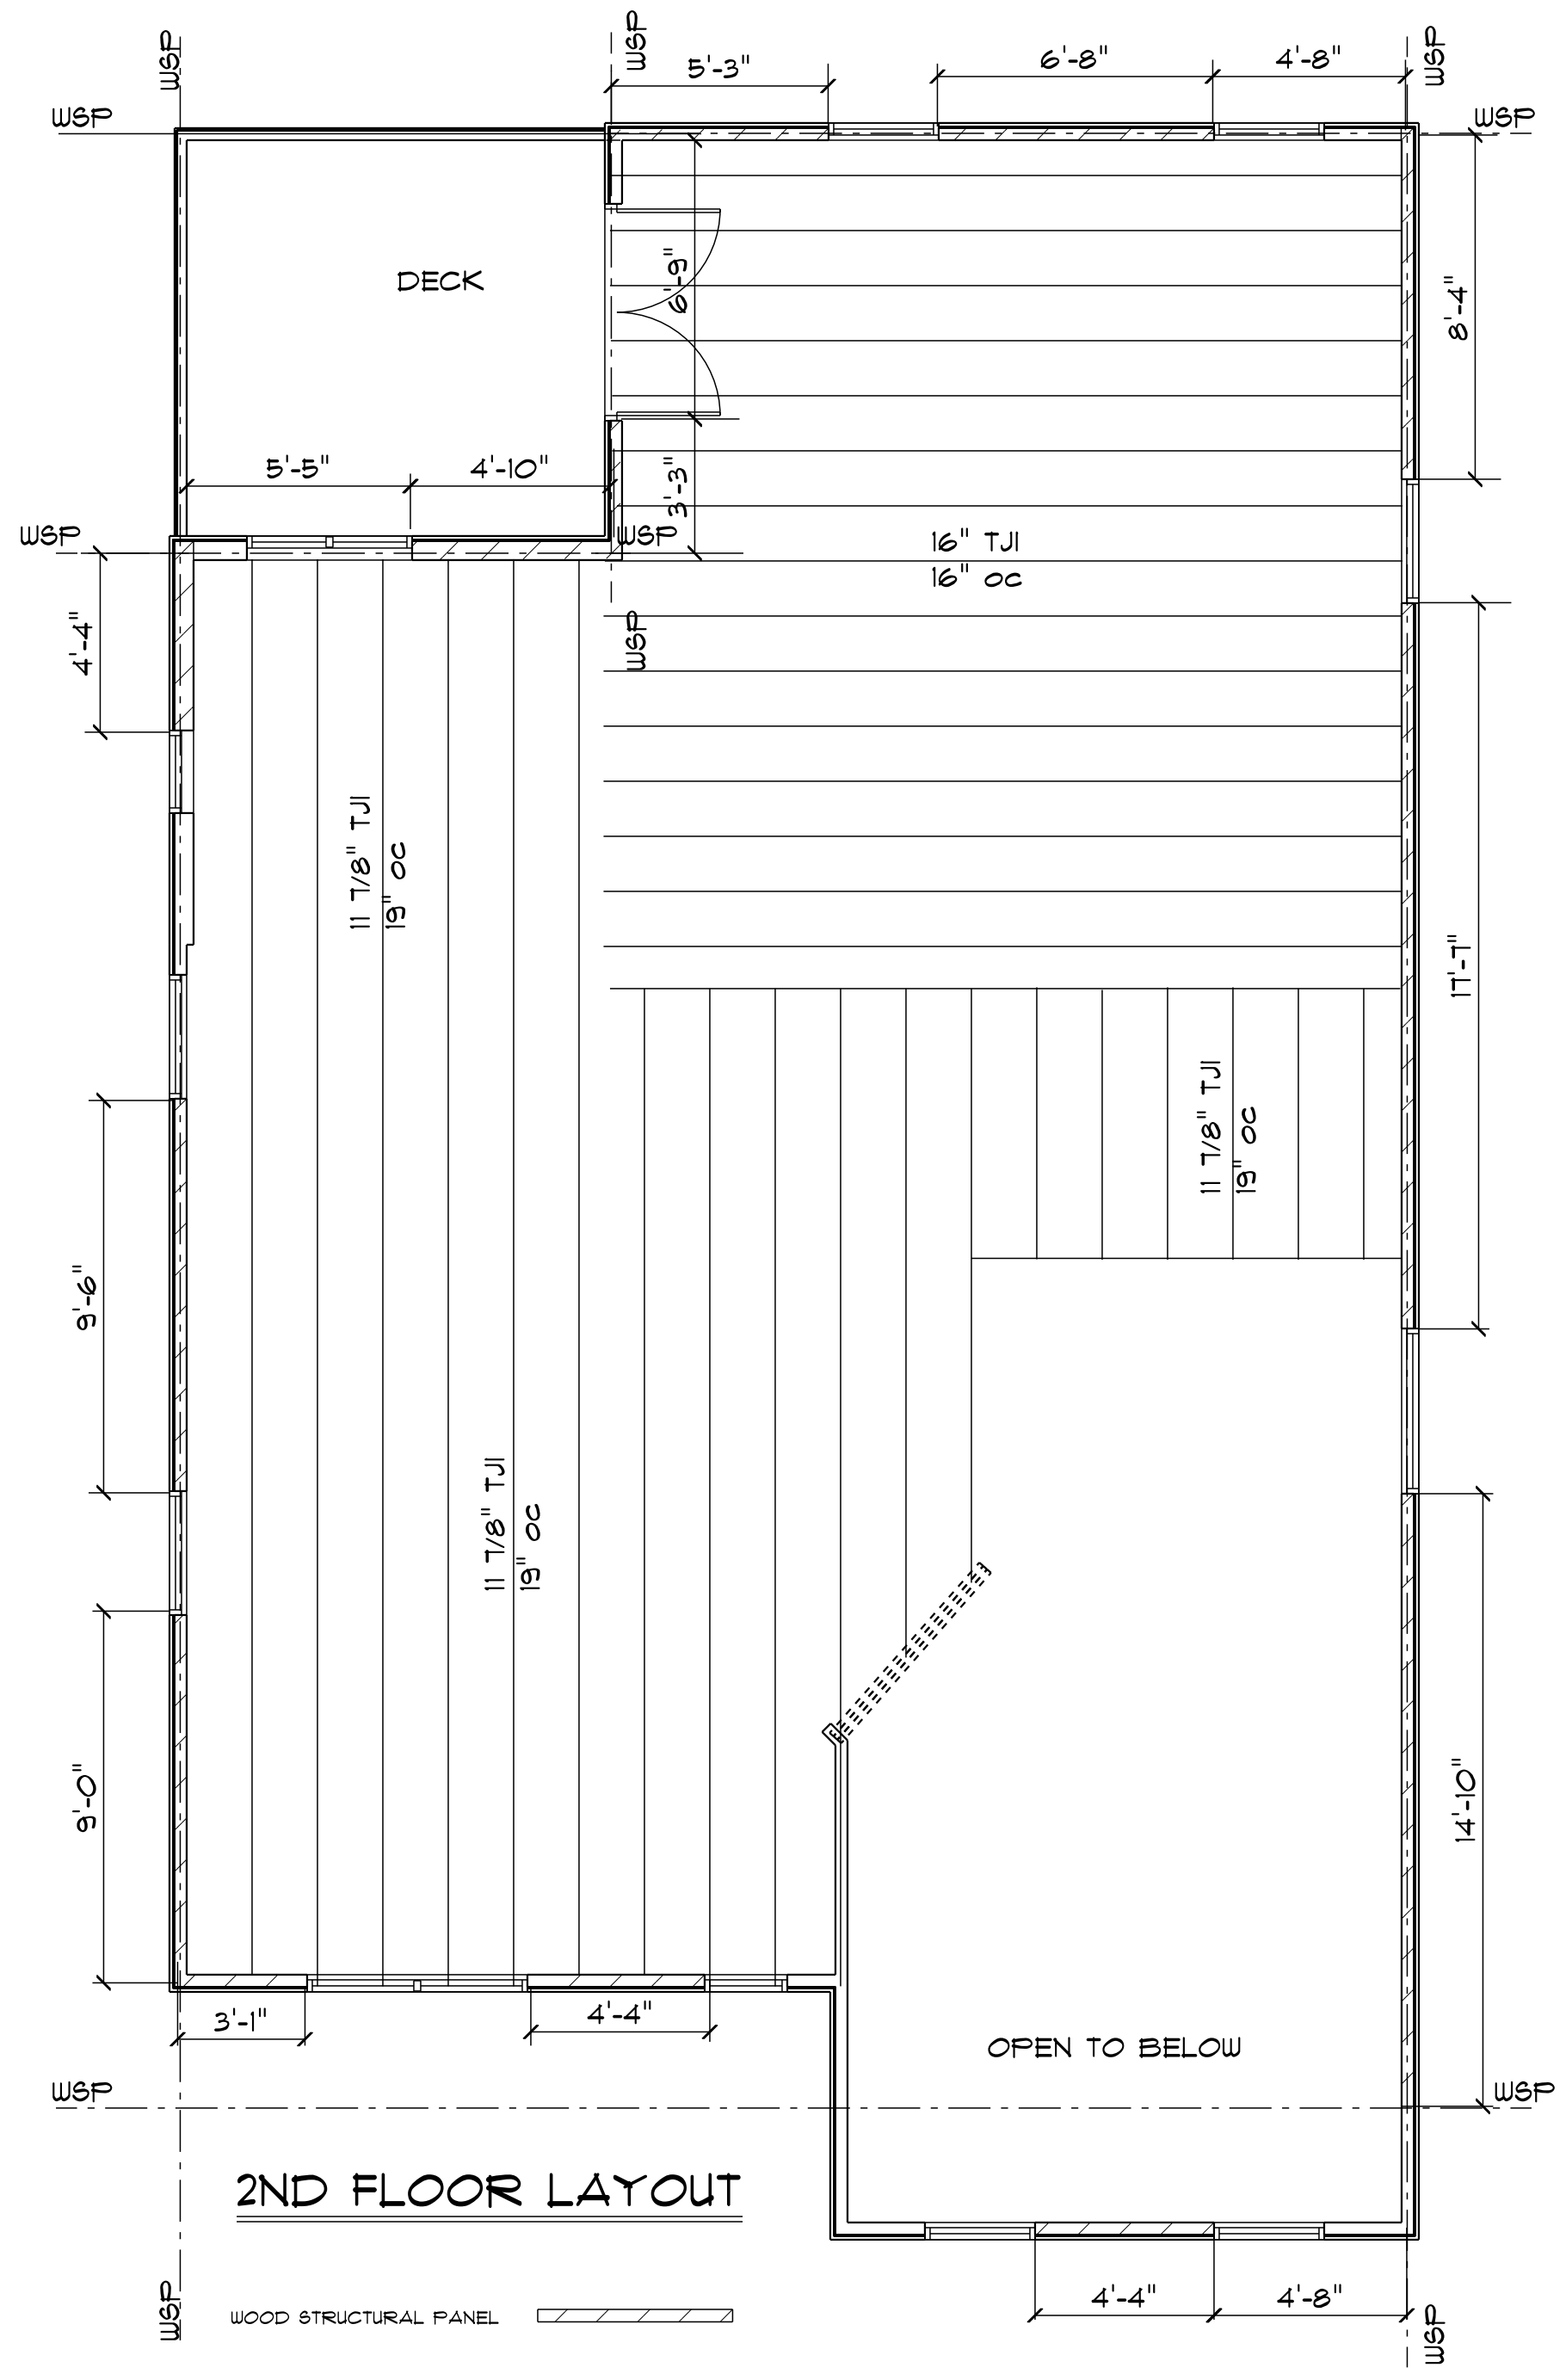 WSP
WSP
WSP
5'-3"
6'-8"
4'-8"
WSP
WSP
DECK
6'-9"
8'-4"
5'-5"
4'-10"
3'-3"
WSP
WSP
16" TJI
16" OC
4'-4"
WSP
11 7/8" TJI
19" OC
17'-7"
11 7/8" TJI
19" OC
9'-6"
11 7/8" TJI
19" OC
9'-0"
14'-10"
3'-1"
4'-4"
OPEN TO BELOW
WSP
WSP
2ND FLOOR LAYOUT
4'-4"
4'-8"
WSP
WOOD STRUCTURAL PANEL
WSP